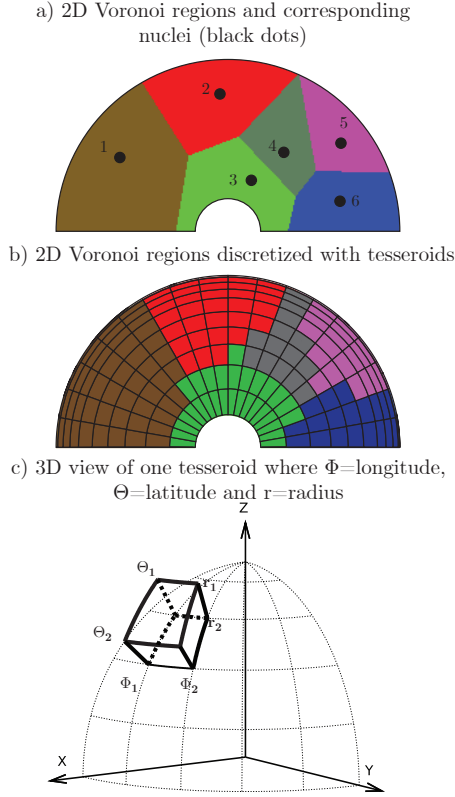 a) 2D Voronoi regions and corresponding
nuclei (black dots)
2
5
1
4
3
6
b) 2D Voronoi regions discretized with tesseroids
c) 3D view of one tesseroid where Φ=longitude,
Θ=latitude and r=radius
Z
Θ1
r1
r2
Θ2
Φ1
Φ2
X
Y